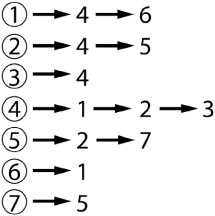 ① → 4 → 6
② → 4 → 5
③ → 4
④ → 1 → 2 → 3
⑤ → 2 → 7
⑥ → 1
⑦ → 5